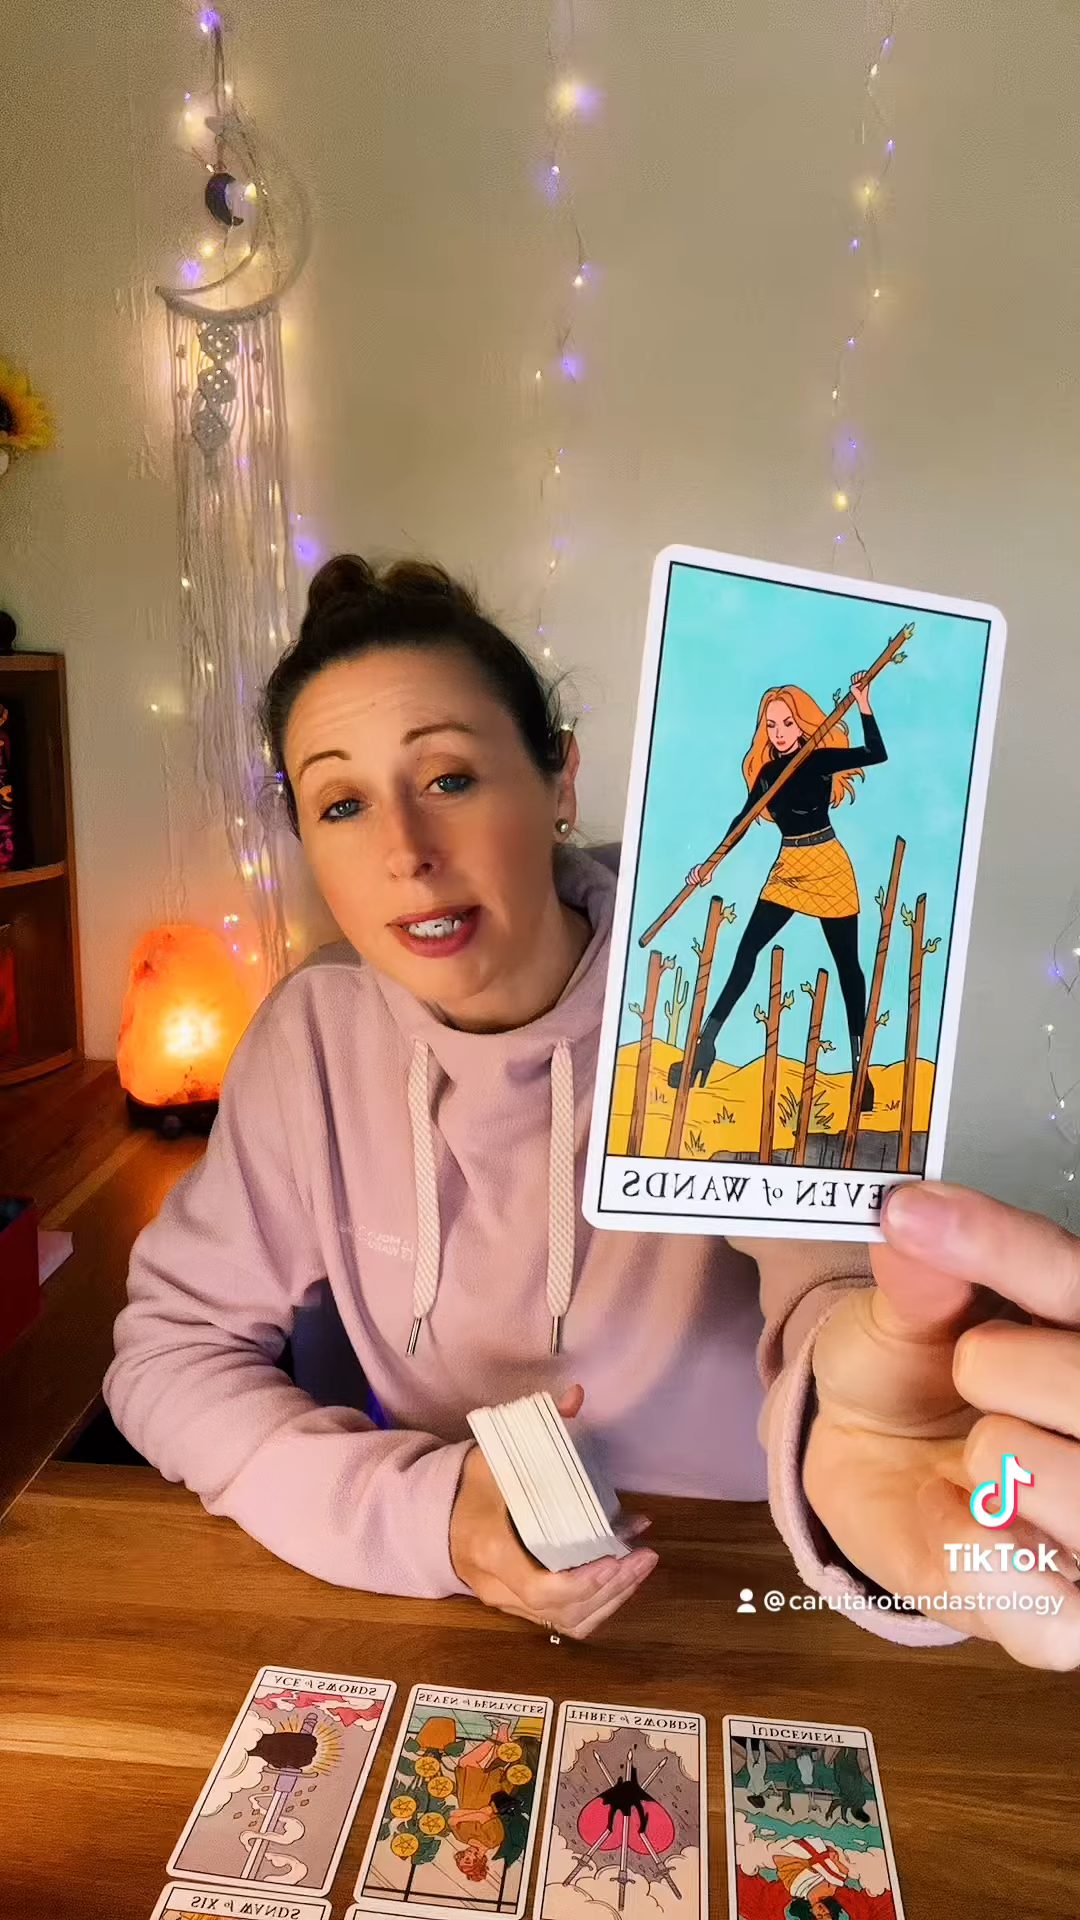 SEVEN of WANDS
TikTok
@carutarotandastrology
ACE of SWORDS
SEVEN of PENTACLES
THREE of SWORDS
JUDGEMENT
SIX of WANDS